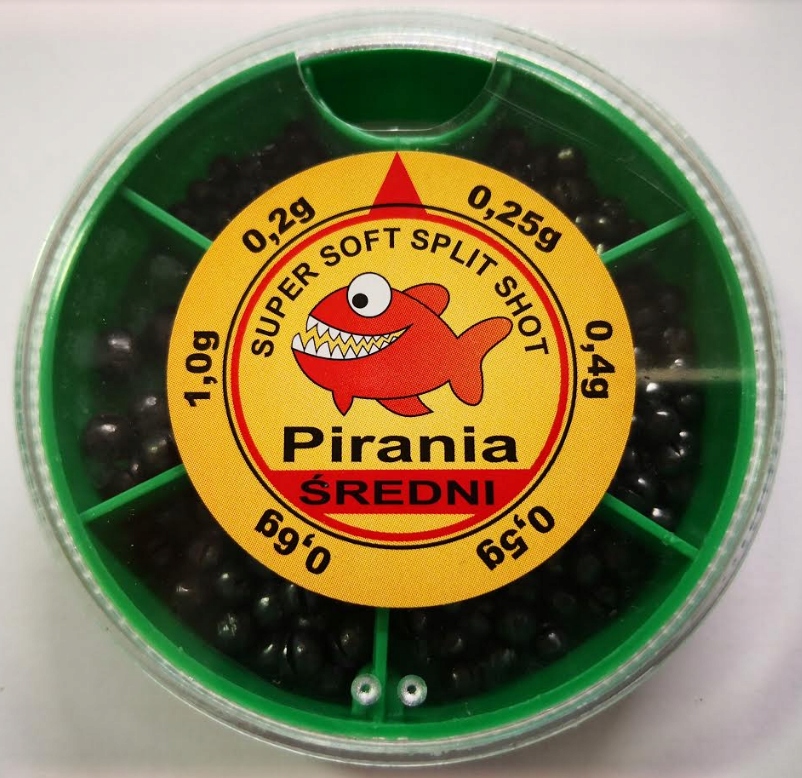 SUPER SOFT SPLIT SHOT
Pirania
ŚREDNI
0,2g
0,25g
0,4g
0,5g
0,6g
1,0g